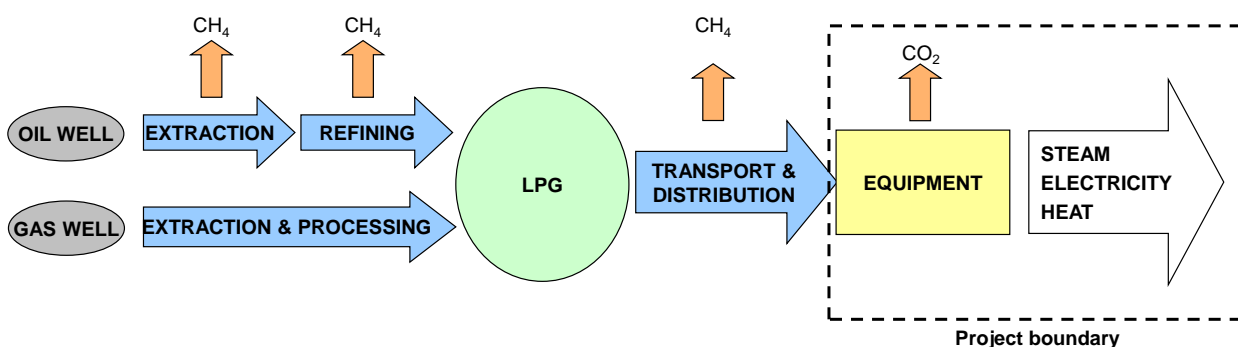 CH₄
CH₄
CH₄
CO₂
OIL WELL
EXTRACTION
REFINING
GAS WELL
EXTRACTION & PROCESSING
LPG
TRANSPORT &
DISTRIBUTION
EQUIPMENT
STEAM
ELECTRICITY
HEAT
Project boundary